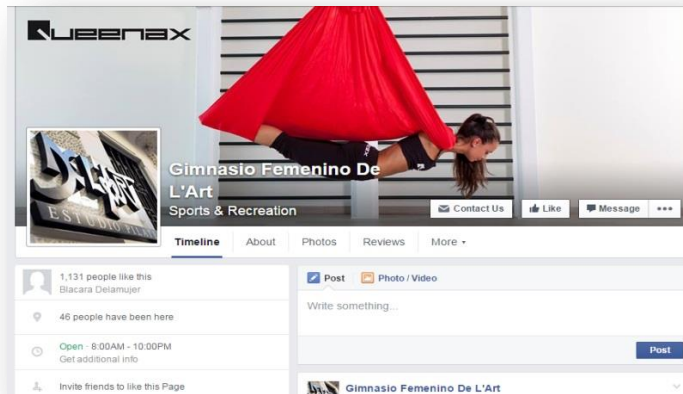 Queenax
DeL'Art
Gimnasio Femenino De
L'Art
Sports & Recreation
Contact Us
Like
Message
Timeline
About
Photos
Reviews
More
1,131 people like this
Blacara Delamujer
46 people have been here
Open · 8:00AM - 10:00PM
Get additional info
Invite friends to like this Page
Post
Photo / Video
Write something...
Post
Gimnasio Femenino De L'Art